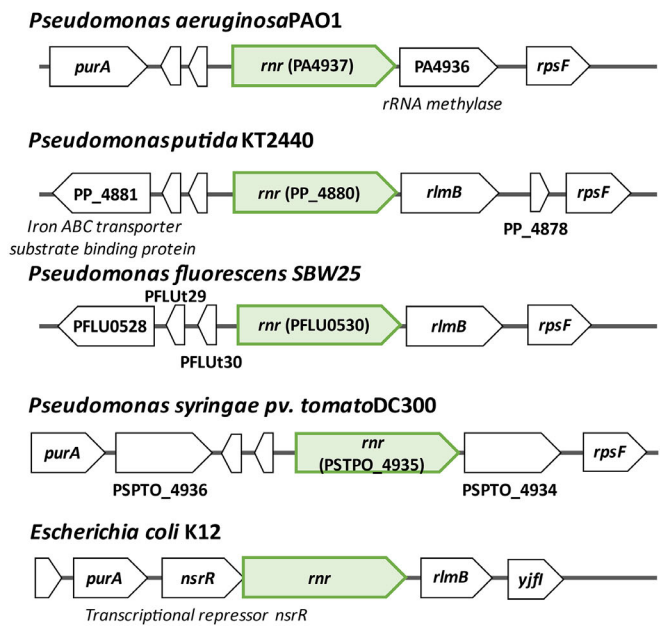 Pseudomonas aeruginosaPAO1
purA
rnr (PA4937)
PA4936
rpsF
rRNA methylase
Pseudomonas putida KT2440
PP_4881
rnr (PP_4880)
rlmB
rpsF
Iron ABC transporter
substrate binding protein
PP_4878
Pseudomonas fluorescens SBW25
PFLUt29
PFLU0528
rnr (PFLU0530)
rlmB
rpsF
PFLUt30
Pseudomonas syringae pv. tomatoDC300
purA
rnr
(PSTPO_4935)
rpsF
PSPTO_4936
PSPTO_4934
Escherichia coli K12
purA
nsrR
rnr
rlmB
yjfI
Transcriptional repressor nsrR